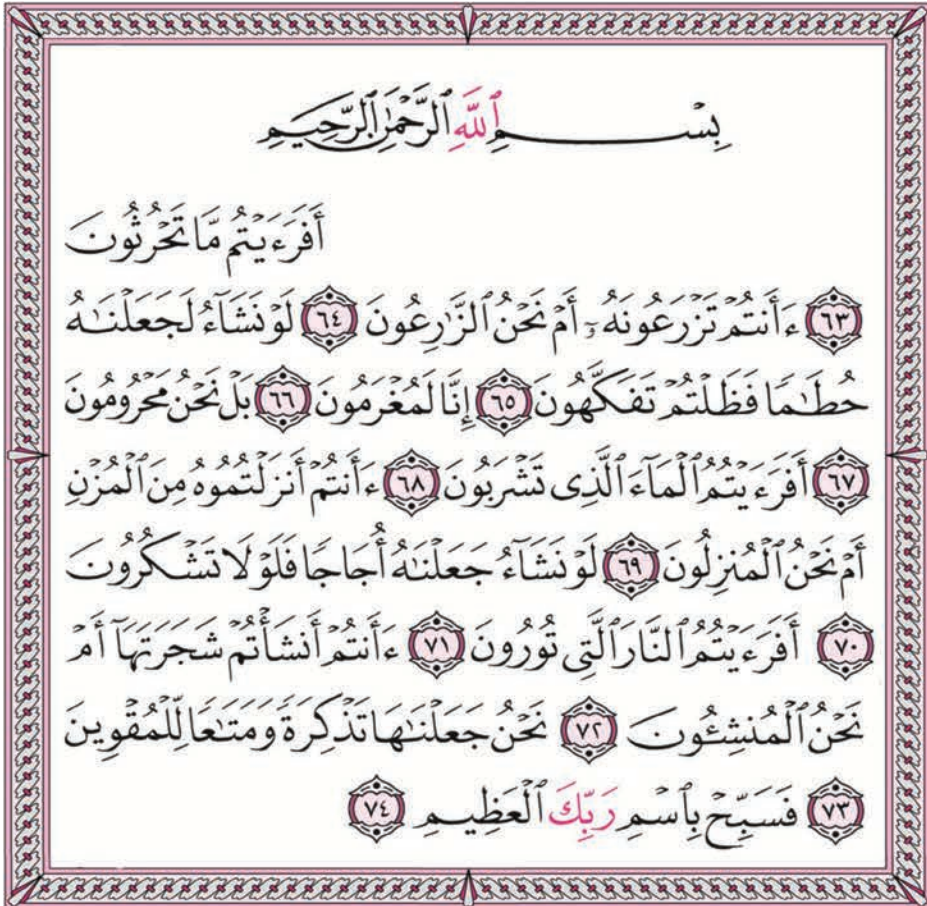 بِسْمِ ٱللَّهِ ٱلرَّحْمَٰنِ ٱلرَّحِيمِ
أَفَرَءَيْتُم مَّا تَحْرُثُونَ
٦٣ ءَأَنتُمْ تَزْرَعُونَهُۥٓ أَمْ نَحْنُ ٱلزَّٰرِعُونَ ٦٤ لَوْ نَشَآءُ لَجَعَلْنَٰهُ
حُطَٰمًا فَظَلْتُمْ تَفَكَّهُونَ ٦٥ إِنَّا لَمُغْرَمُونَ ٦٦ بَلْ نَحْنُ مَحْرُومُونَ
٦٧ أَفَرَءَيْتُمُ ٱلْمَآءَ ٱلَّذِى تَشْرَبُونَ ٦٨ ءَأَنتُمْ أَنزَلْتُمُوهُ مِنَ ٱلْمُزْنِ
أَمْ نَحْنُ ٱلْمُنزِلُونَ ٦٩ لَوْ نَشَآءُ جَعَلْنَٰهُ أُجَاجًا فَلَوْلَا تَشْكُرُونَ
٧٠ أَفَرَءَيْتُمُ ٱلنَّارَ ٱلَّتِى تُورُونَ ٧١ ءَأَنتُمْ أَنشَأْتُمْ شَجَرَتَهَآ أَمْ
نَحْنُ ٱلْمُنشِـُٔونَ ٧٢ نَحْنُ جَعَلْنَٰهَا تَذْكِرَةً وَمَتَٰعًا لِّلْمُقْوِينَ
٧٣ فَسَبِّحْ بِٱسْمِ رَبِّكَ ٱلْعَظِيمِ ٧٤